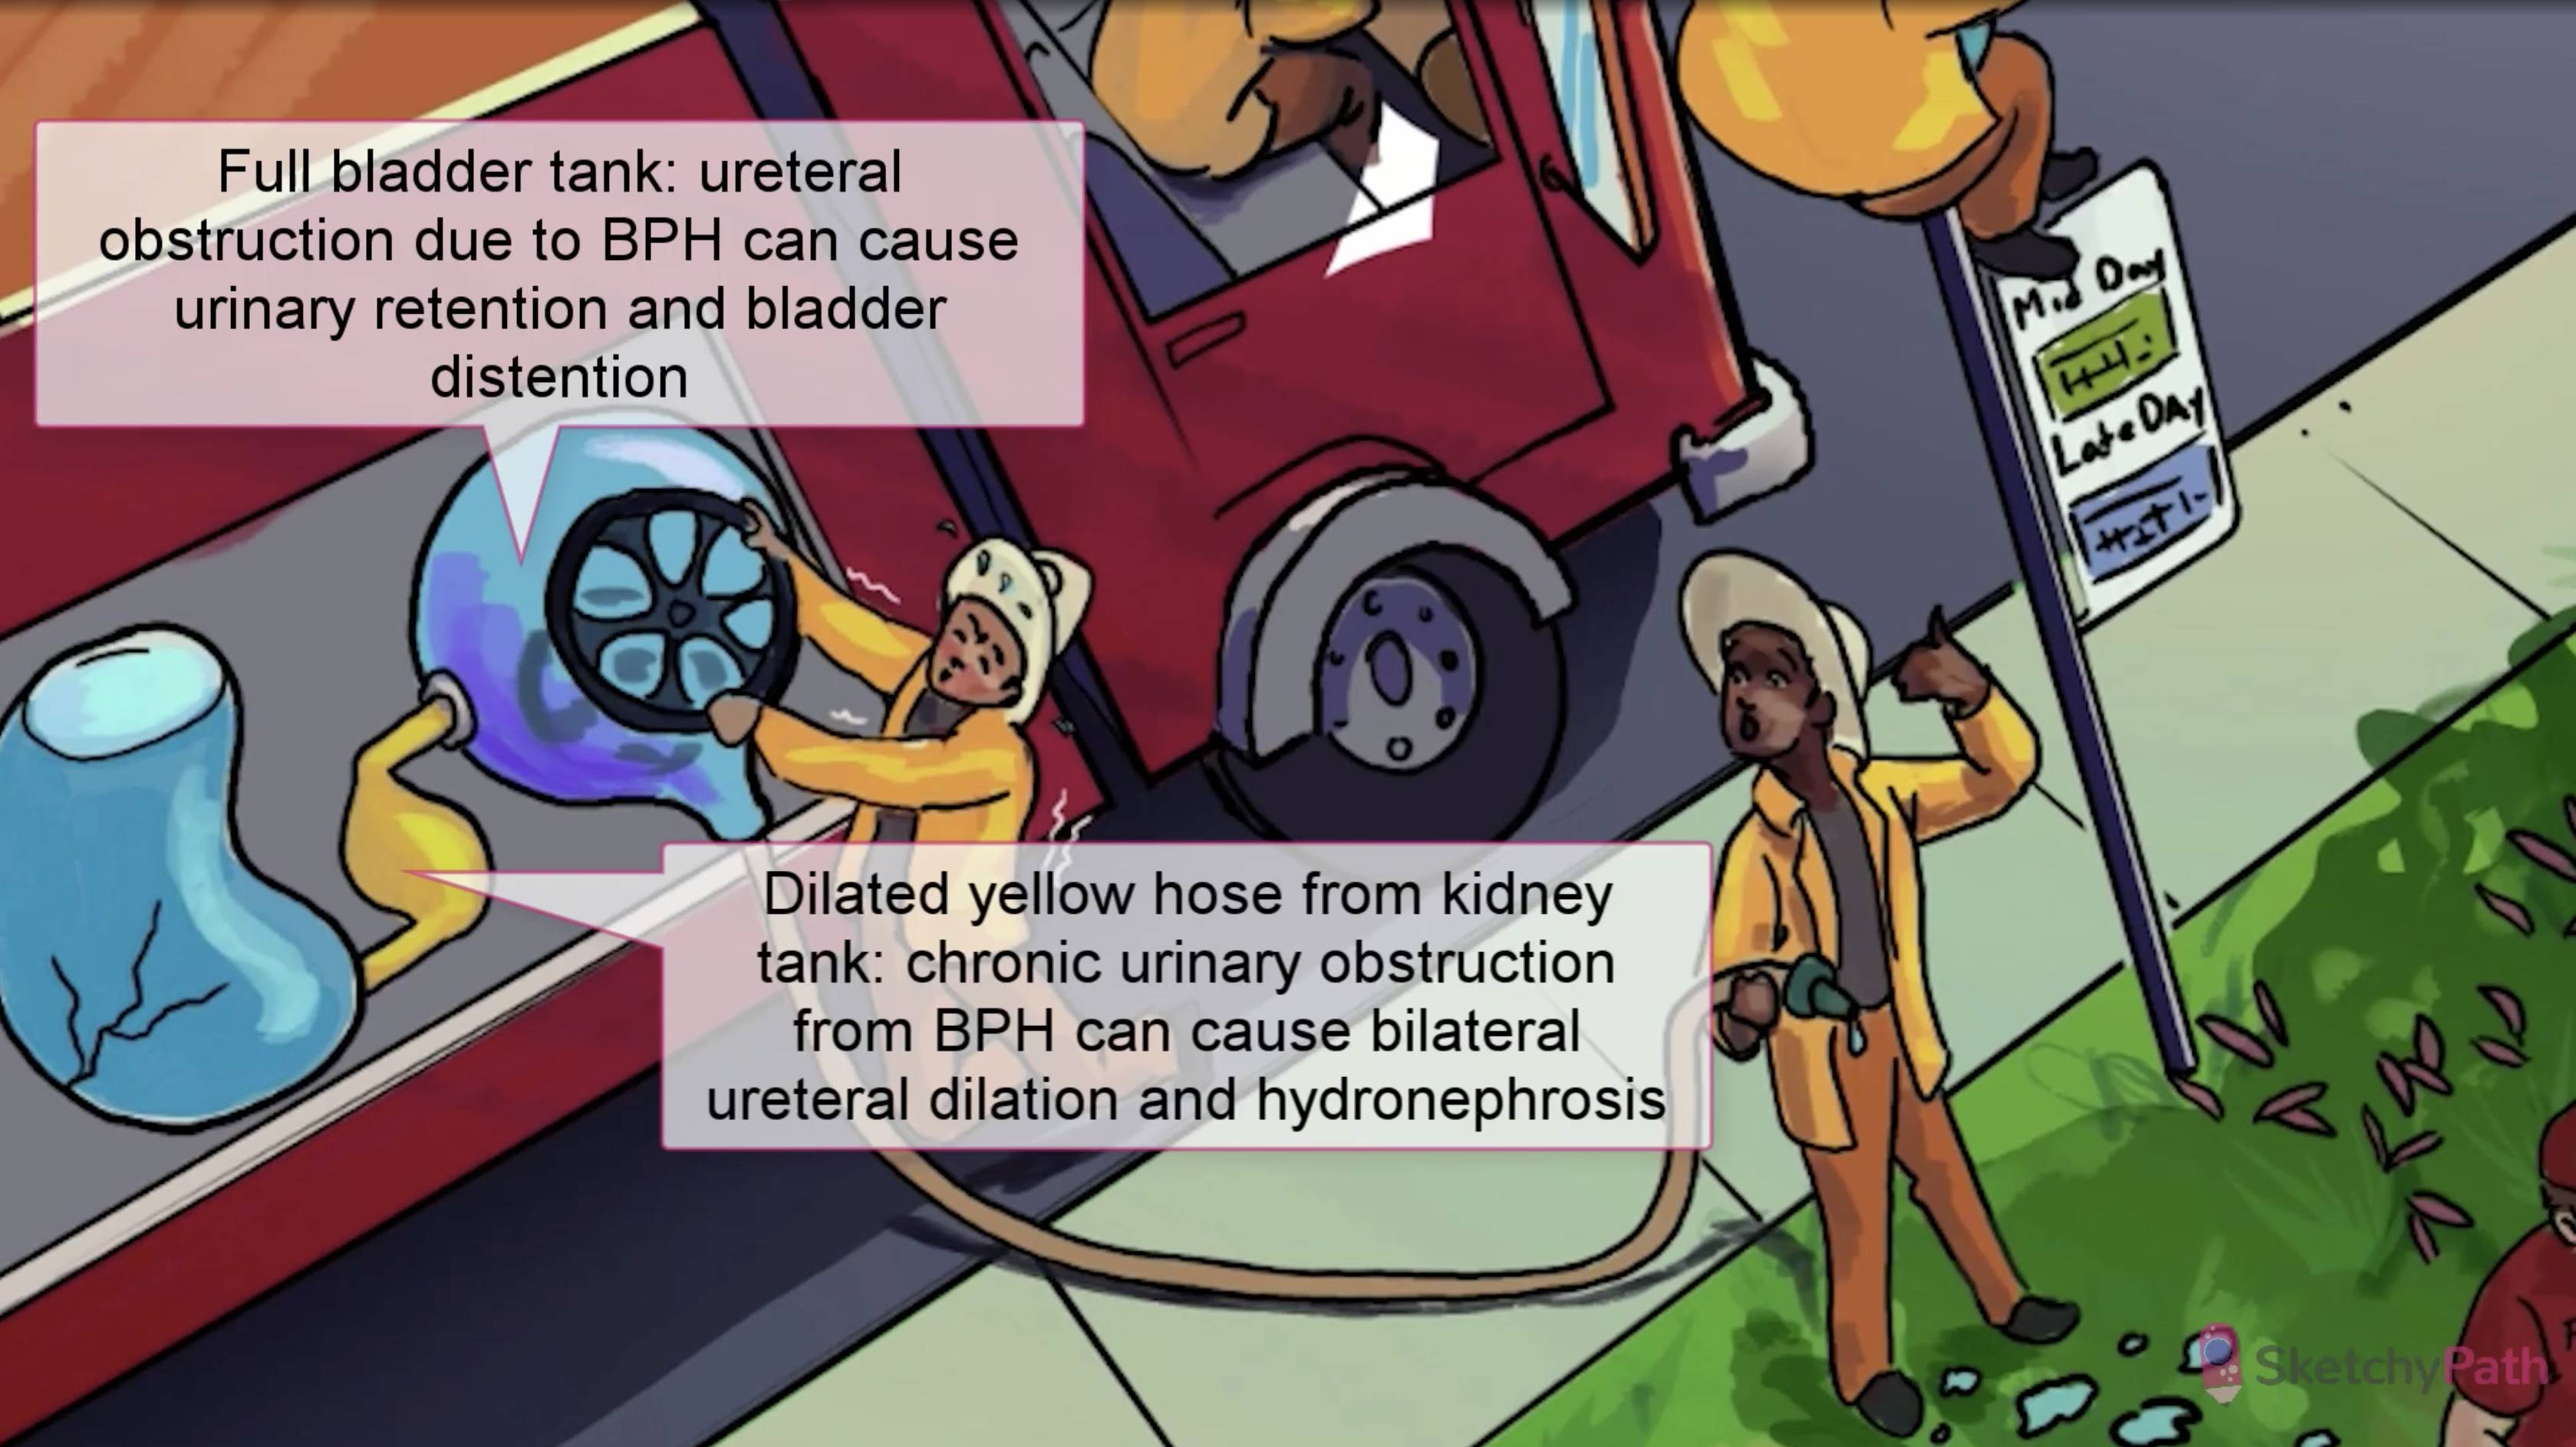 Full bladder tank: ureteral
obstruction due to BPH can cause
urinary retention and bladder
distention
Mid Day
Late DAy
Dilated yellow hose from kidney
tank: chronic urinary obstruction
from BPH can cause bilateral
ureteral dilation and hydronephrosis
SketchyPath